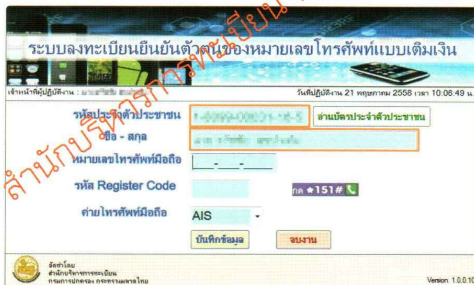 ระบบลงทะเบียนยืนยันตัวตนของหมายเลขโทรศัพท์แบบเติมเงิน
เจ้าหน้าที่ผู้ปฏิบัติงาน :
วันที่ปฏิบัติงาน 21 พฤษภาคม 2558 เวลา 10:06:49 น.
รหัสประจำตัวประชาชน
อ่านบัตรประจำตัวประชาชน
ชื่อ - สกุล
หมายเลขโทรศัพท์มือถือ
รหัส Register Code
กด *151#
ค่ายโทรศัพท์มือถือ AIS
บันทึกข้อมูล จบงาน
จัดทำโดย
สำนักบริหารการทะเบียน
กรมการปกครอง กระทรวงมหาดไทย
Version: 1.0.0.10
สำนักบริหารการทะเบียน